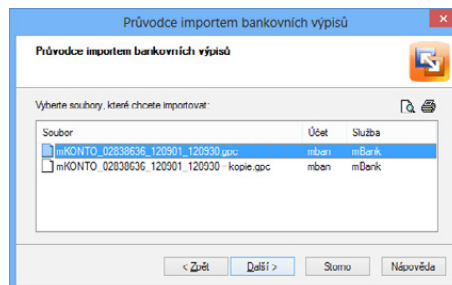 Průvodce importem bankovních výpisů
Průvodce importem bankovních výpisů
Vyberte soubory, které chcete importovat:
Soubor Účet Služba
mKONTO_02838636_120901_120930.gpc mban mBank
mKONTO_02838636_120901_120930 - kopie.gpc mban mBank
< Zpět Další > Storno Nápověda